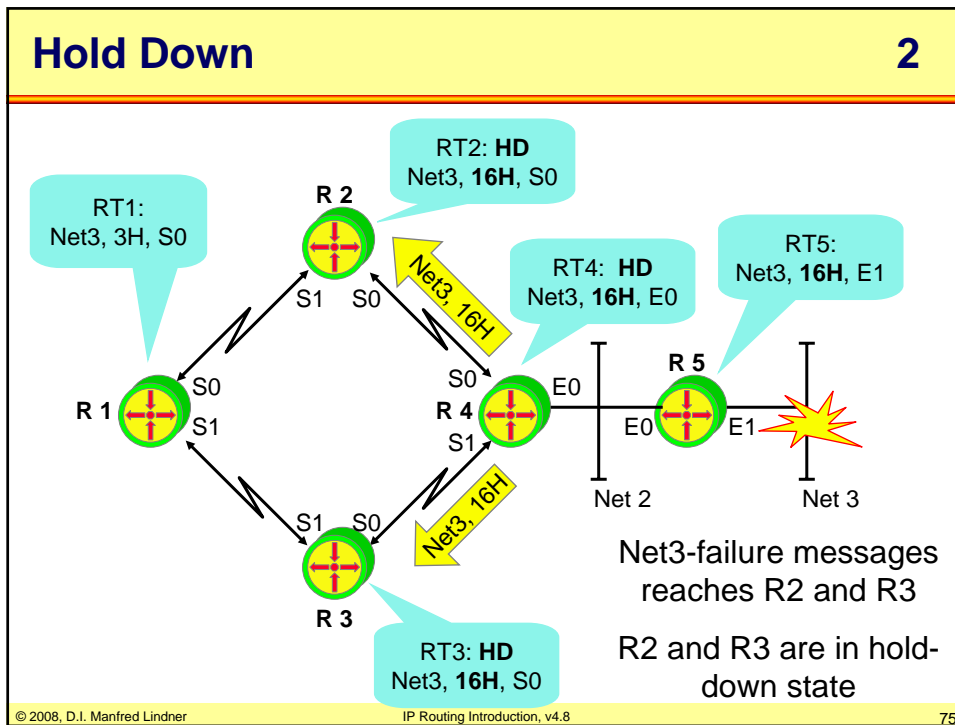 Hold Down 2
RT2: HD
Net3, 16H, S0
R 2
RT1:
Net3, 3H, S0
RT4: HD
Net3, 16H, E0
RT5:
Net3, 16H, E1
Net3, 16H
S1 S0
S0
R 1
S1
S0
R 4
S1
E0
R 5
E0 E1
Net 2
Net 3
Net3, 16H
S1 S0
R 3
RT3: HD
Net3, 16H, S0
Net3-failure messages
reaches R2 and R3
R2 and R3 are in hold-
down state
© 2008, D.I. Manfred Lindner IP Routing Introduction, v4.8 75